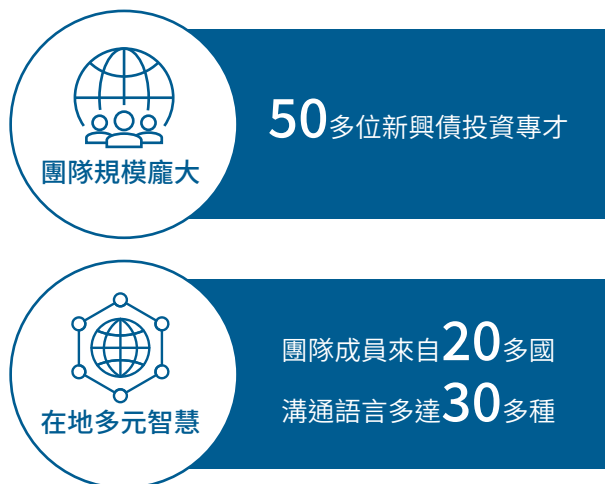 團隊規模龐大
50多位新興債投資專才
在地多元智慧
團隊成員來自20多國
溝通語言多達30多種